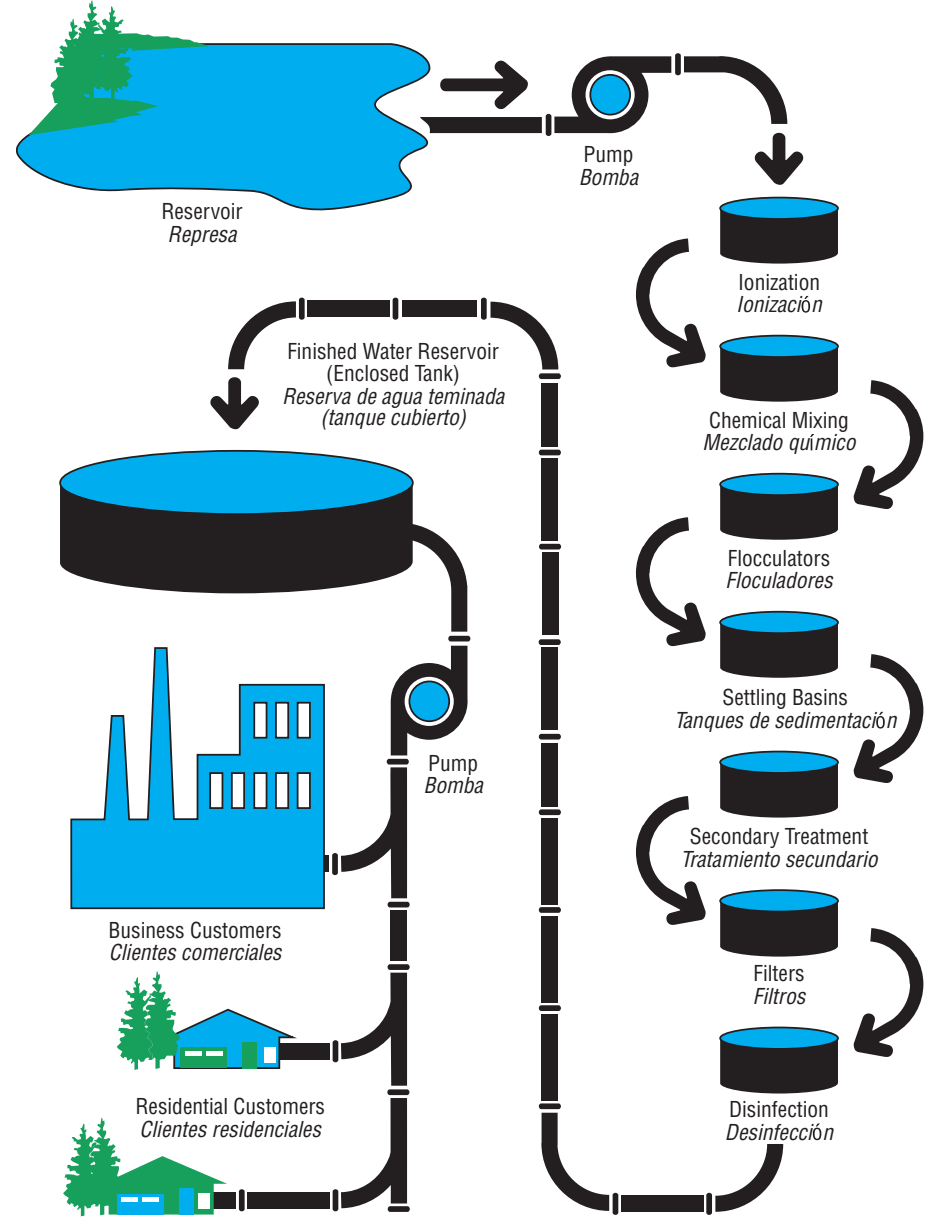 Pump
Bomba
Reservoir
Represa
Ionization
Ionización
Finished Water Reservoir
(Enclosed Tank)
Reserva de agua teminada
(tanque cubierto)
Chemical Mixing
Mezclado químico
Flocculators
Floculadores
Settling Basins
Tanques de sedimentación
Pump
Bomba
Secondary Treatment
Tratamiento secundario
Business Customers
Clientes comerciales
Filters
Filtros
Residential Customers
Clientes residenciales
Disinfection
Desinfección